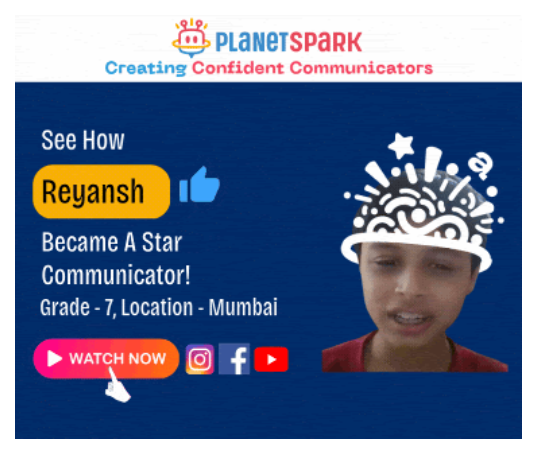 PLANETSPARK
Creating Confident Communicators
See How
Reyansh
Became A Star
Communicator!
Grade - 7, Location - Mumbai
WATCH NOW
a